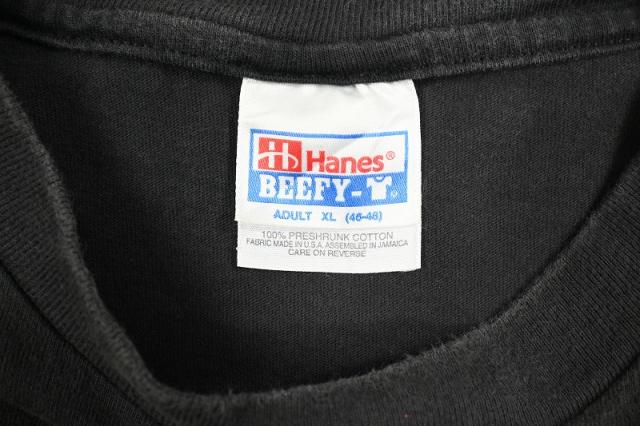 Hanes®
BEEFY-T®
ADULT XL (46-48)
100% PRESHRUNK COTTON
FABRIC MADE IN U.S.A. ASSEMBLED IN JAMAICA
CARE ON REVERSE